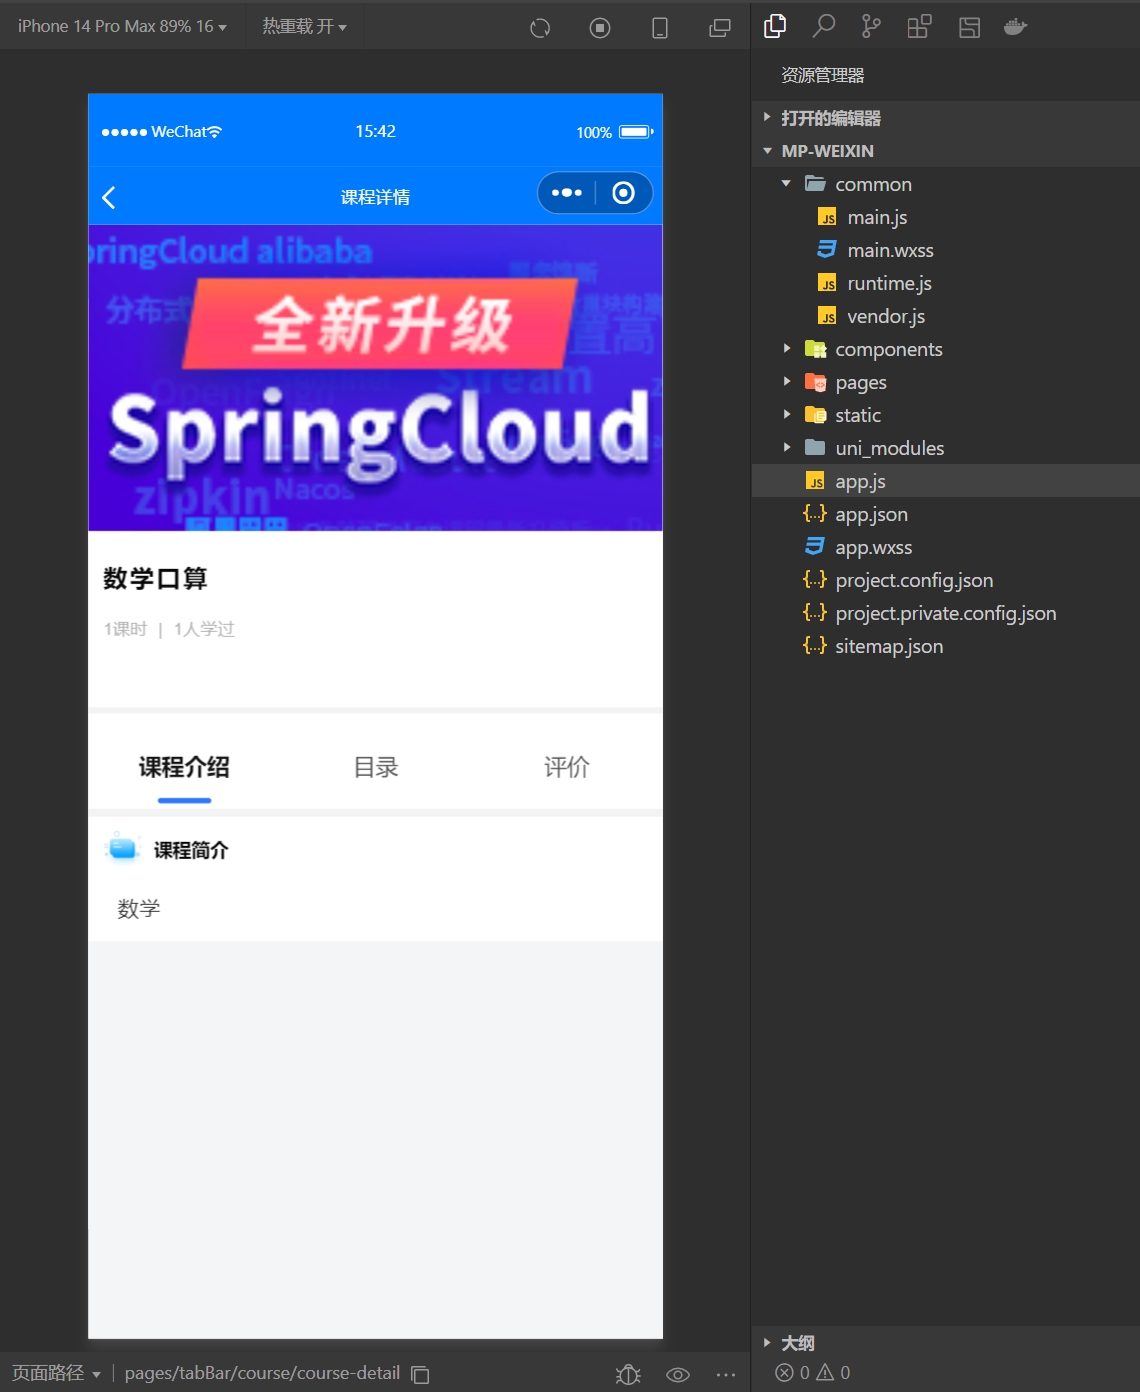 iPhone 14 Pro Max 89% 16
热重载 开
WeChat
15:42
100%
课程详情
SpringCloud alibaba
分布式
全新升级
置高
Stream
SpringCloud
zipkin
Nacos
数学口算
1课时 | 1人学过
课程介绍
目录
评价
课程简介
数学
页面路径
pages/tabBar/course/course-detail
资源管理器
打开的编辑器
MP-WEIXIN
common
main.js
main.wxss
runtime.js
vendor.js
components
pages
static
uni_modules
app.js
app.json
app.wxss
project.config.json
project.private.config.json
sitemap.json
大纲
0
0